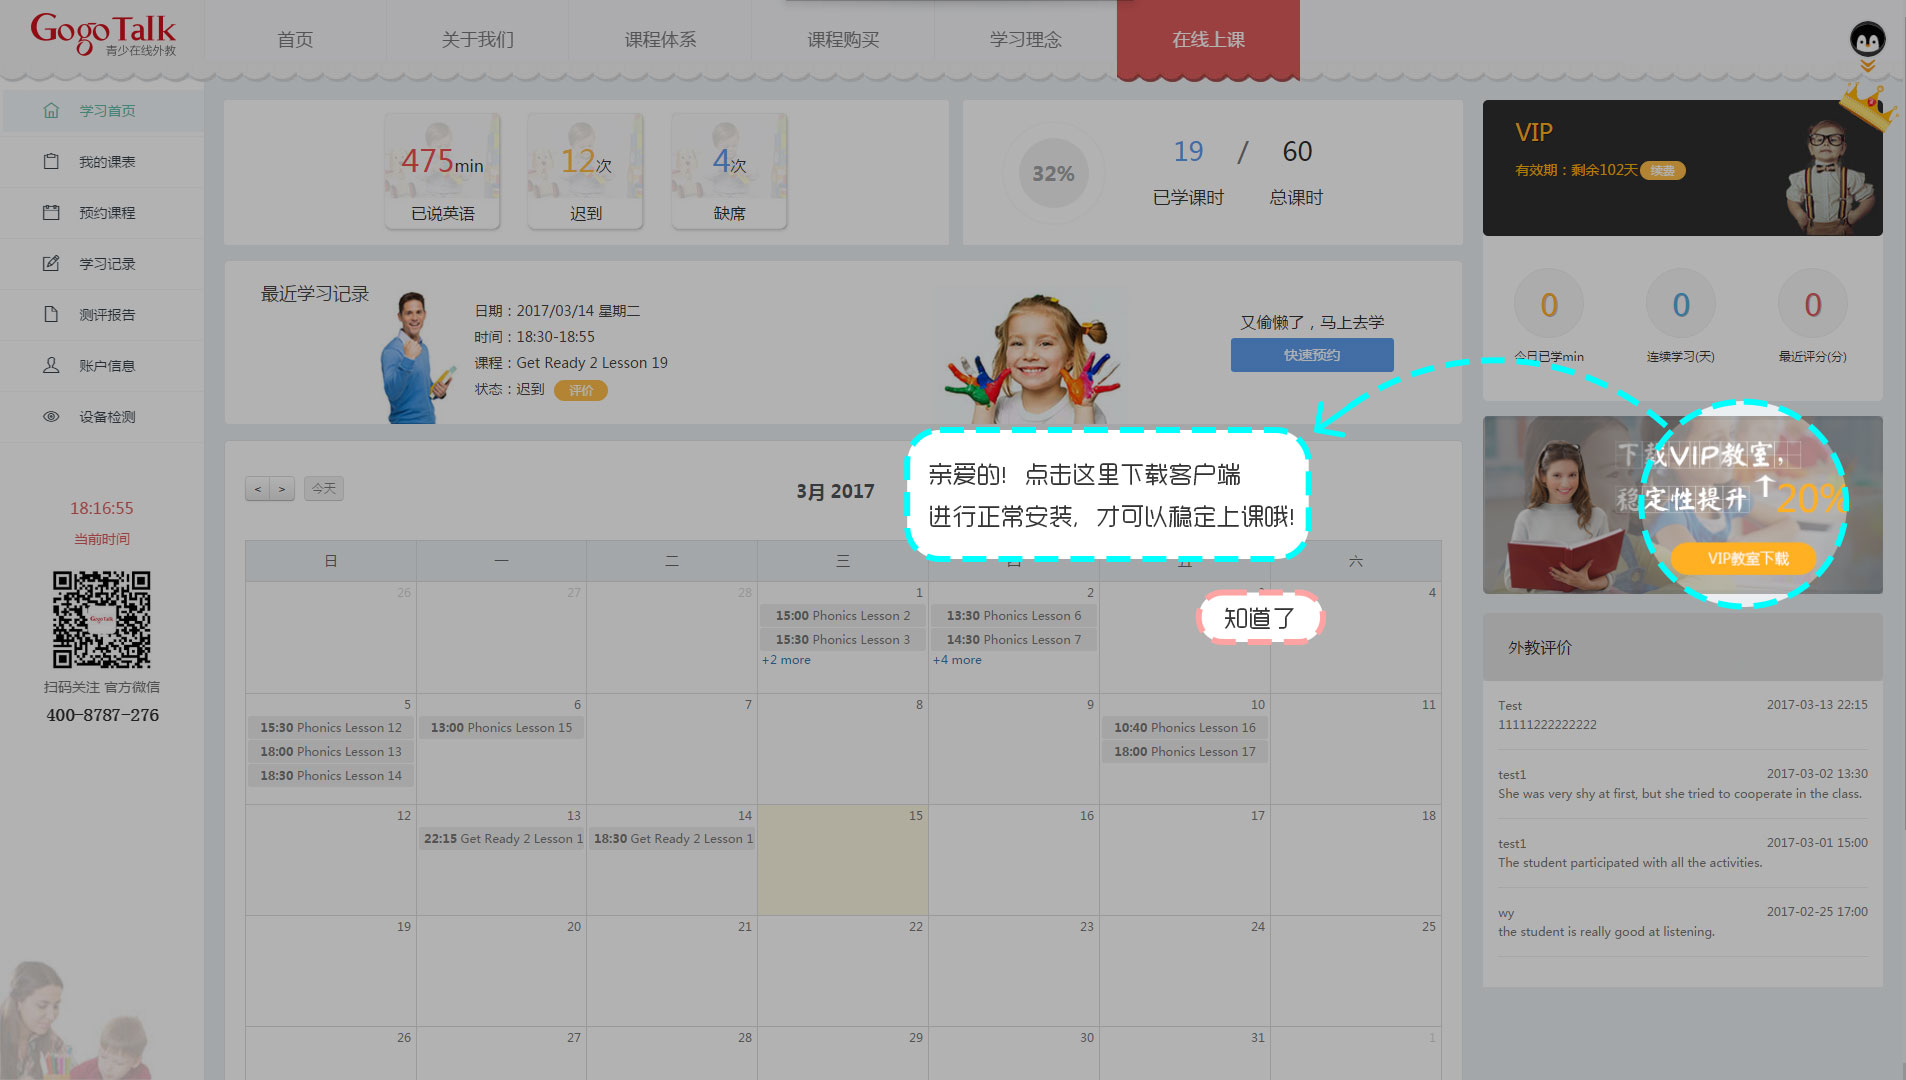 GogoTalk
青少在线外教
首页
关于我们
课程体系
课程购买
学习理念
在线上课
学习首页
我的课表
预约课程
学习记录
测评报告
账户信息
设备检测
18:16:55
当前时间
GogoTalk
扫码关注 官方微信
400-8787-276
475min
已说英语
12次
迟到
4次
缺席
32%
19 / 60
已学课时 总课时
最近学习记录
日期：2017/03/14 星期二
时间：18:30-18:55
课程：Get Ready 2 Lesson 19
状态：迟到 评价
又偷懒了，马上去学
快速预约
VIP
有效期：剩余102天 续费
0 0 0
今日已学min 连续学习(天) 最近评分(分)
下载VIP教室,
稳定性提升 20%
VIP教室下载
亲爱的! 点击这里下载客户端
进行正常安装, 才可以稳定上课哦!
知道了
< > 今天
3月 2017
日 一 二 三 四 五 六
26 27 28 1 2 3 4
15:00 Phonics Lesson 2
15:30 Phonics Lesson 3
+2 more
13:30 Phonics Lesson 6
14:30 Phonics Lesson 7
+4 more
5 6 7 8 9 10 11
15:30 Phonics Lesson 12
18:00 Phonics Lesson 13
18:30 Phonics Lesson 14
13:00 Phonics Lesson 15
10:40 Phonics Lesson 16
18:00 Phonics Lesson 17
12 13 14 15 16 17 18
22:15 Get Ready 2 Lesson 1
18:30 Get Ready 2 Lesson 1
19 20 21 22 23 24 25
26 27 28 29 30 31 1
外教评价
Test 2017-03-13 22:15
11111222222222
test1 2017-03-02 13:30
She was very shy at first, but she tried to cooperate in the class.
test1 2017-03-01 15:00
The student participated with all the activities.
wy 2017-02-25 17:00
the student is really good at listening.